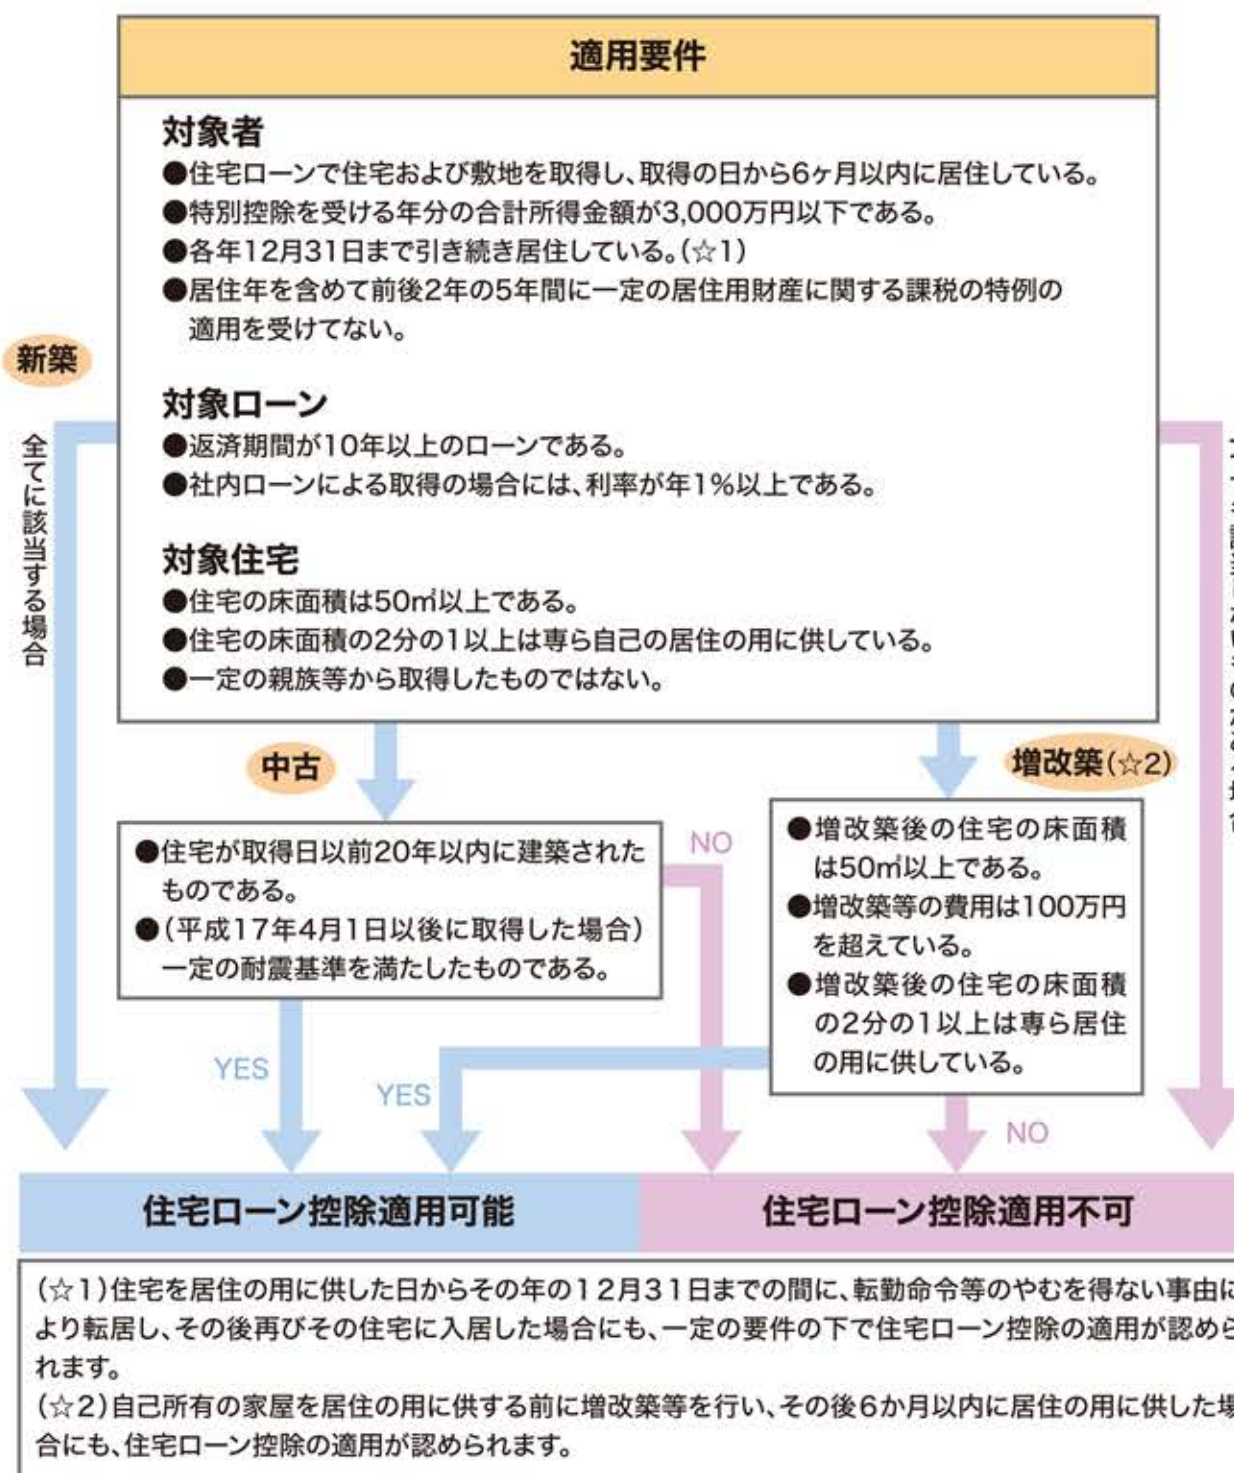 適用要件
対象者
●住宅ローンで住宅および敷地を取得し、取得の日から6ヶ月以内に居住している。
●特別控除を受ける年分の合計所得金額が3,000万円以下である。
●各年12月31日まで引き続き居住している。(☆1)
●居住年を含めて前後2年の5年間に一定の居住用財産に関する課税の特例の
適用を受けてない。
新築
全てに該当する場合
対象ローン
●返済期間が10年以上のローンである。
●社内ローンによる取得の場合には、利率が年1%以上である。
対象住宅
●住宅の床面積は50㎡以上である。
●住宅の床面積の2分の1以上は専ら自己の居住の用に供している。
●一定の親族等から取得したものではない。
中古
●住宅が取得日以前20年以内に建築された
ものである。
●(平成17年4月1日以後に取得した場合)
一定の耐震基準を満たしたものである。
NO
YES
増改築(☆2)
●増改築後の住宅の床面積
は50㎡以上である。
●増改築等の費用は100万円
を超えている。
●増改築後の住宅の床面積
の2分の1以上は専ら居住
の用に供している。
YES
NO
住宅ローン控除適用可能
住宅ローン控除適用不可
(☆1)住宅を居住の用に供した日からその年の12月31日までの間に、転勤命令等のやむを得ない事由に
より転居し、その後再びその住宅に入居した場合にも、一定の要件の下で住宅ローン控除の適用が認めら
れます。
(☆2)自己所有の家屋を居住の用に供する前に増改築等を行い、その後6か月以内に居住の用に供した場
合にも、住宅ローン控除の適用が認められます。